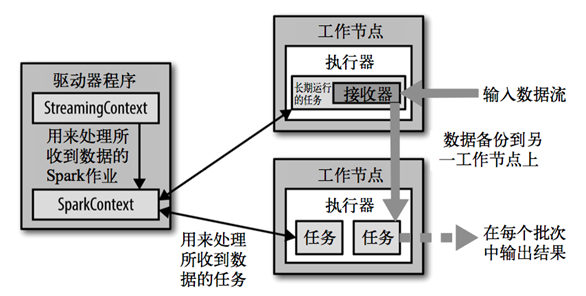 驱动器程序
StreamingContext
用来处理所
收到数据的
Spark作业
SparkContext
工作节点
执行器
长期运行
的任务
接收器
输入数据流
数据备份到另
一工作节点上
工作节点
执行器
任务
任务
用来处理
所收到数
据的任务
在每个批次
中输出结果